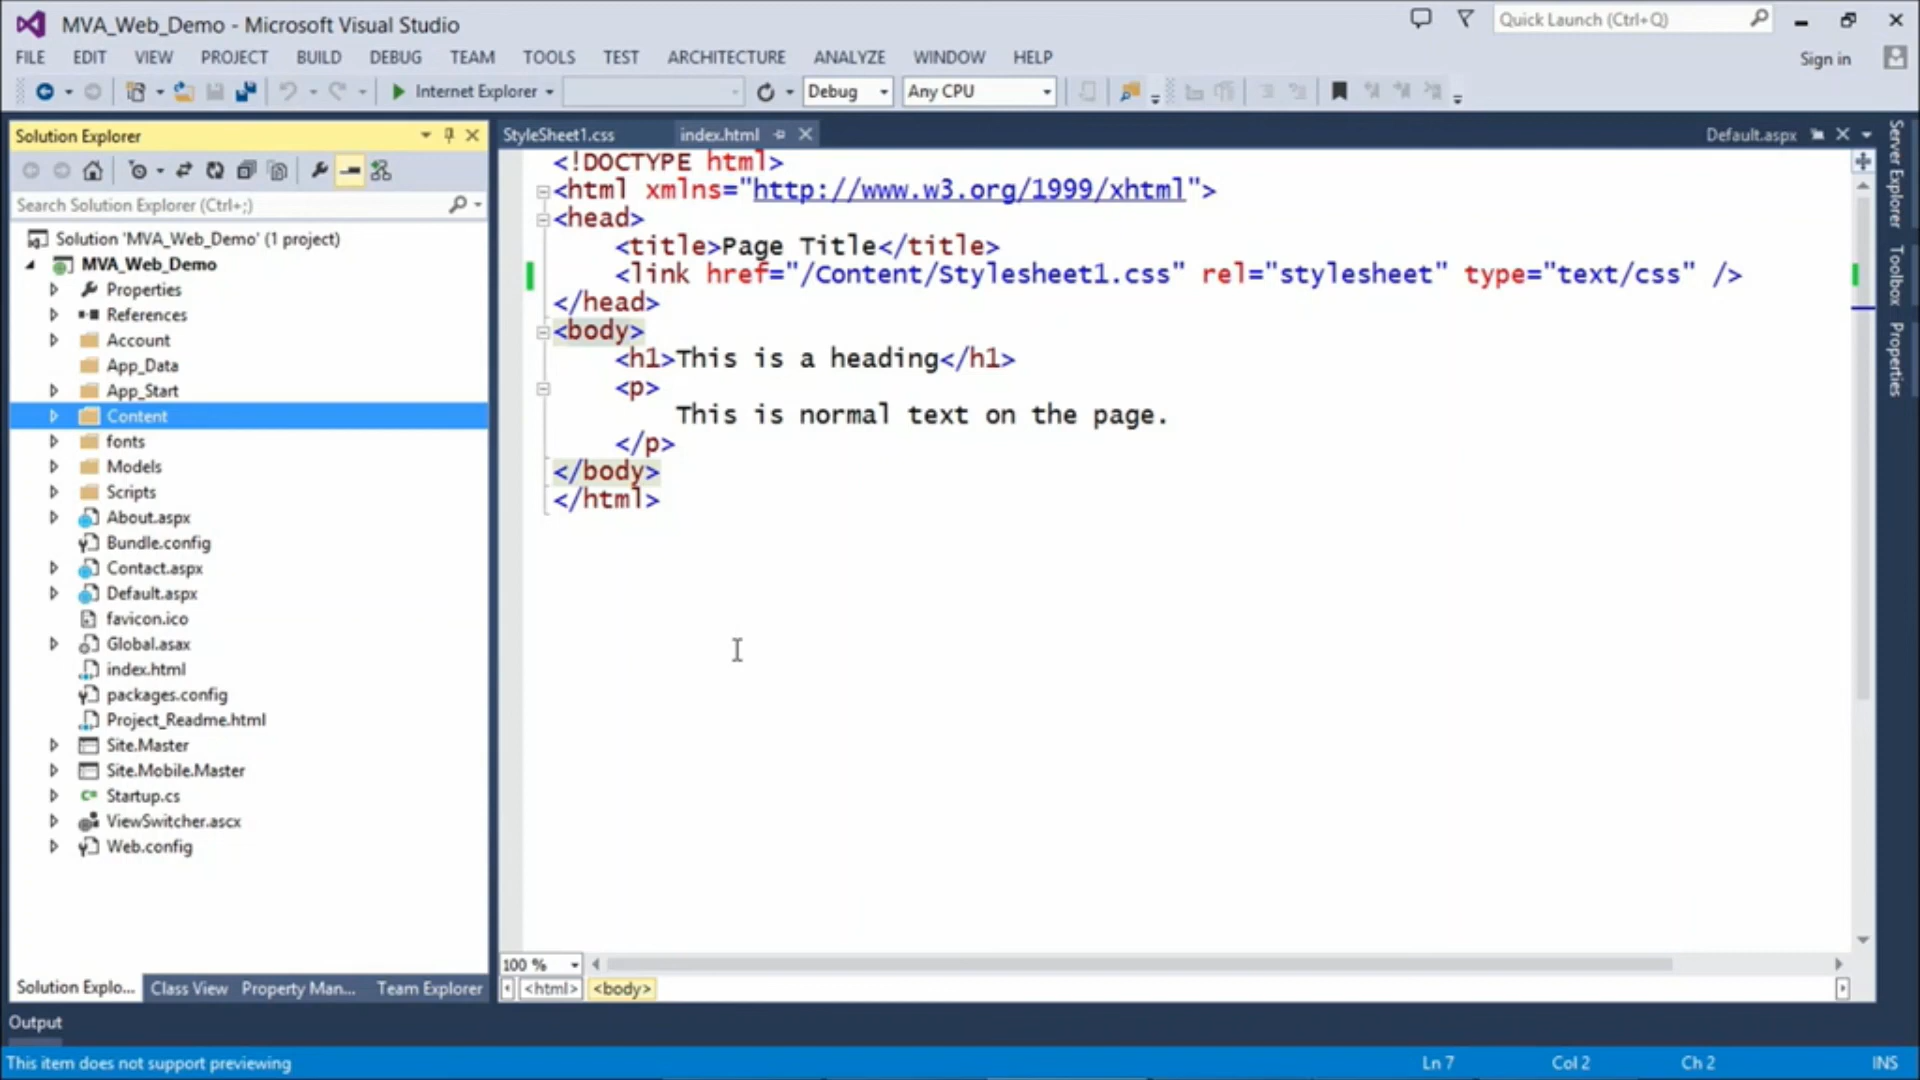 MVA_Web_Demo - Microsoft Visual Studio
Quick Launch (Ctrl+Q)
FILE EDIT VIEW PROJECT BUILD DEBUG TEAM TOOLS TEST ARCHITECTURE ANALYZE WINDOW HELP
Sign in
Internet Explorer
Debug
Any CPU
Solution Explorer
Search Solution Explorer (Ctrl+;)
Solution 'MVA_Web_Demo' (1 project)
MVA_Web_Demo
Properties
References
Account
App_Data
App_Start
Content
fonts
Models
Scripts
About.aspx
Bundle.config
Contact.aspx
Default.aspx
favicon.ico
Global.asax
index.html
packages.config
Project_Readme.html
Site.Master
Site.Mobile.Master
Startup.cs
ViewSwitcher.ascx
Web.config
Solution Explo... Class View Property Man... Team Explorer
StyleSheet1.css index.html Default.aspx
<!DOCTYPE html>
<html xmlns="http://www.w3.org/1999/xhtml">
<head>
<title>Page Title</title>
<link href="/Content/Stylesheet1.css" rel="stylesheet" type="text/css" />
</head>
<body>
<h1>This is a heading</h1>
<p>
This is normal text on the page.
</p>
</body>
</html>
100 %
<html> <body>
Server Explorer
Toolbox
Properties
Output
This item does not support previewing
Ln 7 Col 2 Ch 2 INS